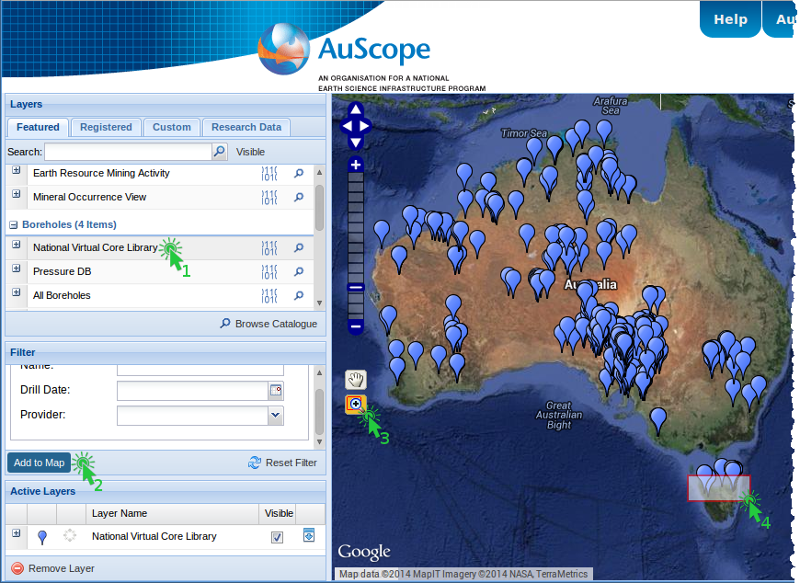 Help
Au
AuScope
AN ORGANISATION FOR A NATIONAL
EARTH SCIENCE INFRASTRUCTURE PROGRAM
Layers
Featured
Registered
Custom
Research Data
Search:
Visible
Earth Resource Mining Activity
Mineral Occurrence View
Boreholes (4 Items)
National Virtual Core Library
1
Pressure DB
All Boreholes
Browse Catalogue
Filter
Name:
Drill Date:
Provider:
Add to Map
2
Reset Filter
Active Layers
Layer Name
Visible
National Virtual Core Library
Remove Layer
Arafura
Sea
Timor Sea
Australia
Great
Australian
Bight
3
4
Google
Map data ©2014 MapIT Imagery ©2014 NASA, TerraMetrics